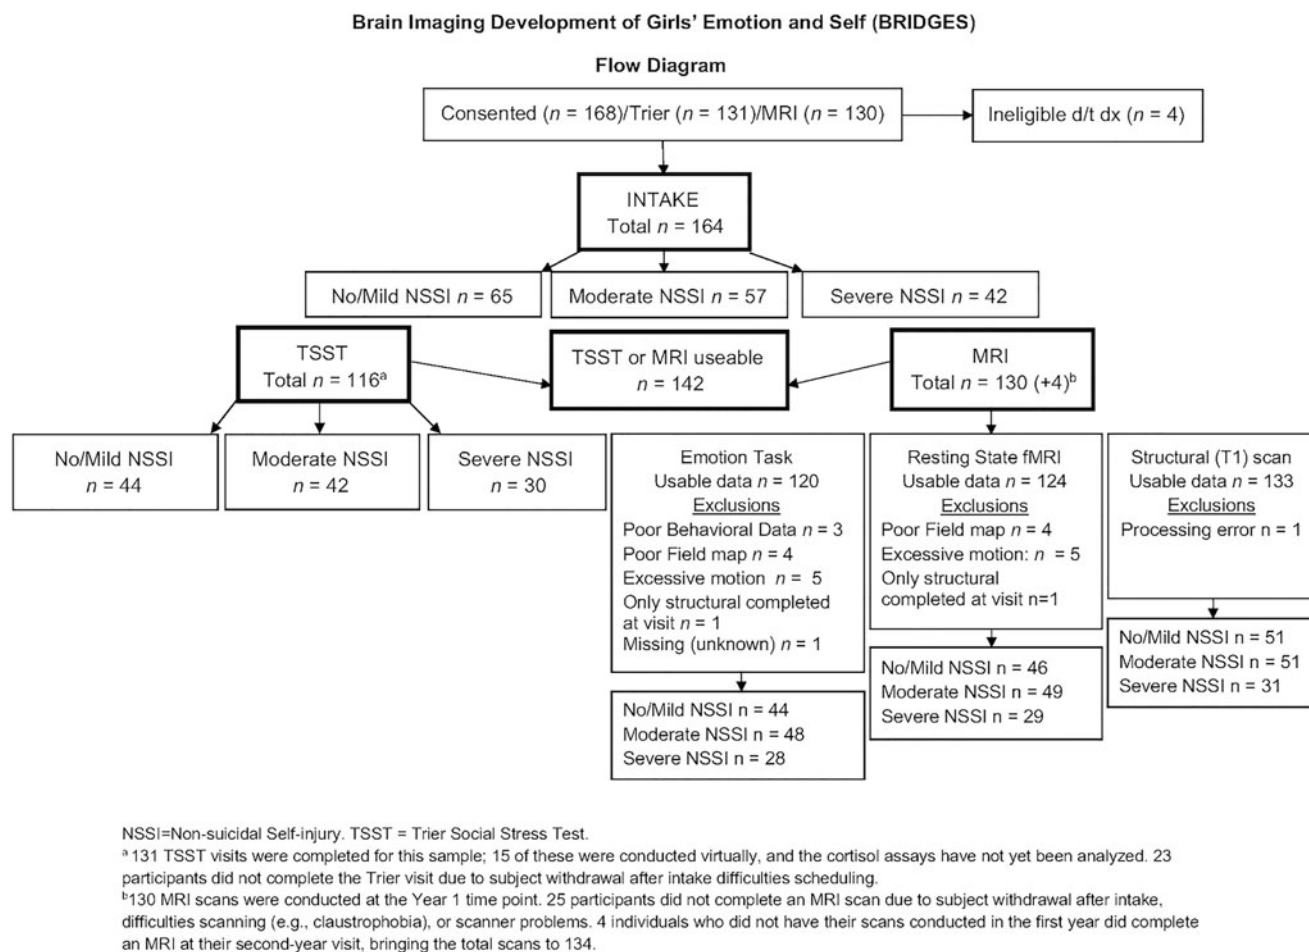 Brain Imaging Development of Girls' Emotion and Self (BRIDGES)
Flow Diagram
Consented (n = 168)/Trier (n = 131)/MRI (n = 130)
Ineligible d/t dx (n = 4)
INTAKE
Total n = 164
No/Mild NSSI n = 65
Moderate NSSI n = 57
Severe NSSI n = 42
TSST
Total n = 116ᵃ
TSST or MRI useable
n = 142
MRI
Total n = 130 (+4)ᵇ
No/Mild NSSI
n = 44
Moderate NSSI
n = 42
Severe NSSI
n = 30
Emotion Task
Usable data n = 120
Exclusions
Poor Behavioral Data n = 3
Poor Field map n = 4
Excessive motion n = 5
Only structural completed
at visit n = 1
Missing (unknown) n = 1
Resting State fMRI
Usable data n = 124
Exclusions
Poor Field map n = 4
Excessive motion: n = 5
Only structural
completed at visit n=1
Structural (T1) scan
Usable data n = 133
Exclusions
Processing error n = 1
No/Mild NSSI n = 44
Moderate NSSI n = 48
Severe NSSI n = 28
No/Mild NSSI n = 46
Moderate NSSI n = 49
Severe NSSI n = 29
No/Mild NSSI n = 51
Moderate NSSI n = 51
Severe NSSI n = 31
NSSI=Non-suicidal Self-injury. TSST = Trier Social Stress Test.
ᵃ 131 TSST visits were completed for this sample; 15 of these were conducted virtually, and the cortisol assays have not yet been analyzed. 23
participants did not complete the Trier visit due to subject withdrawal after intake difficulties scheduling.
ᵇ130 MRI scans were conducted at the Year 1 time point. 25 participants did not complete an MRI scan due to subject withdrawal after intake,
difficulties scanning (e.g., claustrophobia), or scanner problems. 4 individuals who did not have their scans conducted in the first year did complete
an MRI at their second-year visit, bringing the total scans to 134.